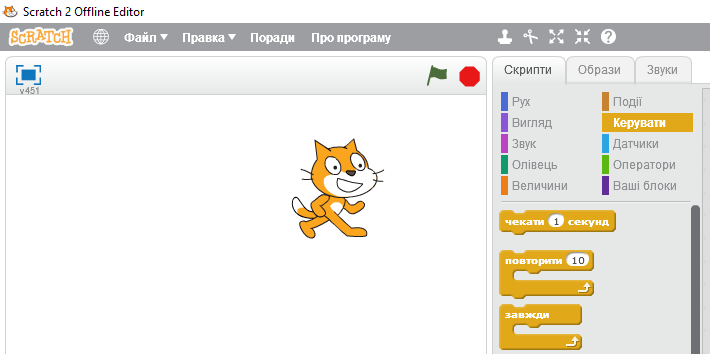 Scratch 2 Offline Editor
SCRATCH Файл ▼ Правка ▼ Поради Про програму
v451
Скрипти Образи Звуки
Рух Події
Вигляд Керувати
Звук Датчики
Олівець Оператори
Величини Ваші блоки
чекати 1 секунд
повторити 10
завжди